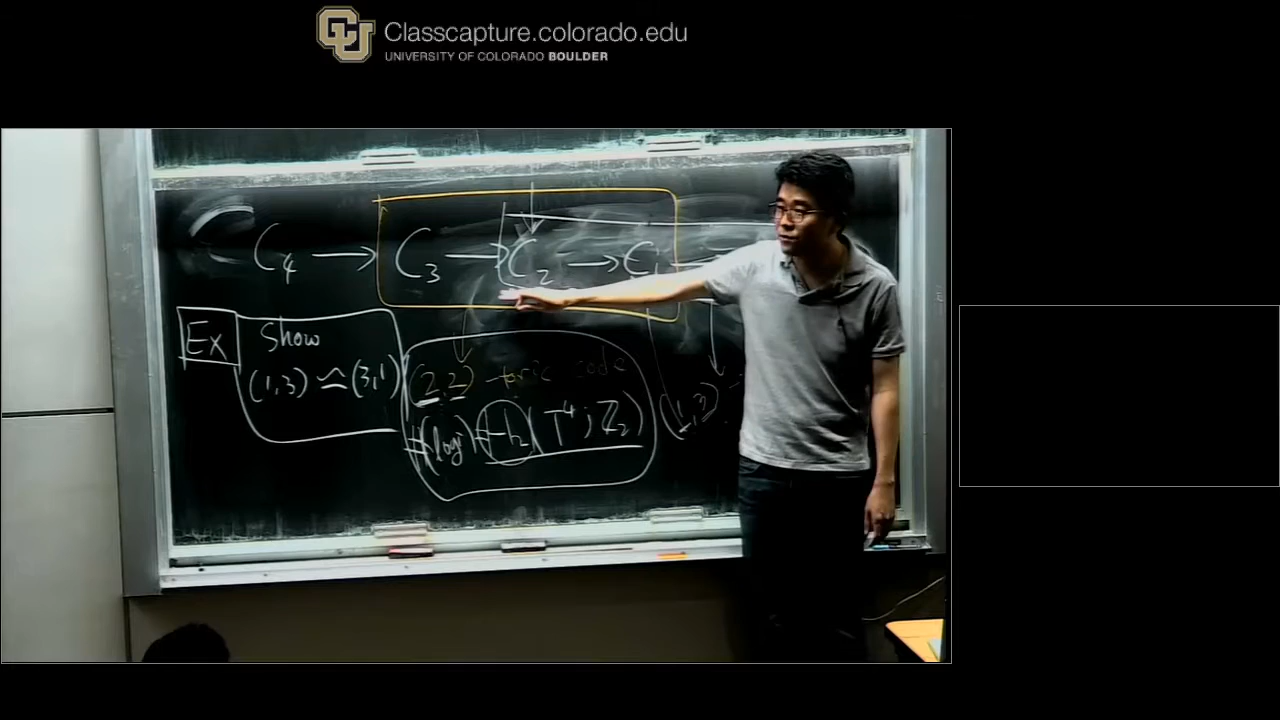 Classcapture.colorado.edu
UNIVERSITY OF COLORADO BOULDER
C₄ → C₃ → C₂ → C₁ →
Ex
Show
(1,3) ≃ (3,1)
(2,2) - toric code
H₂(T⁴; ℤ₂)